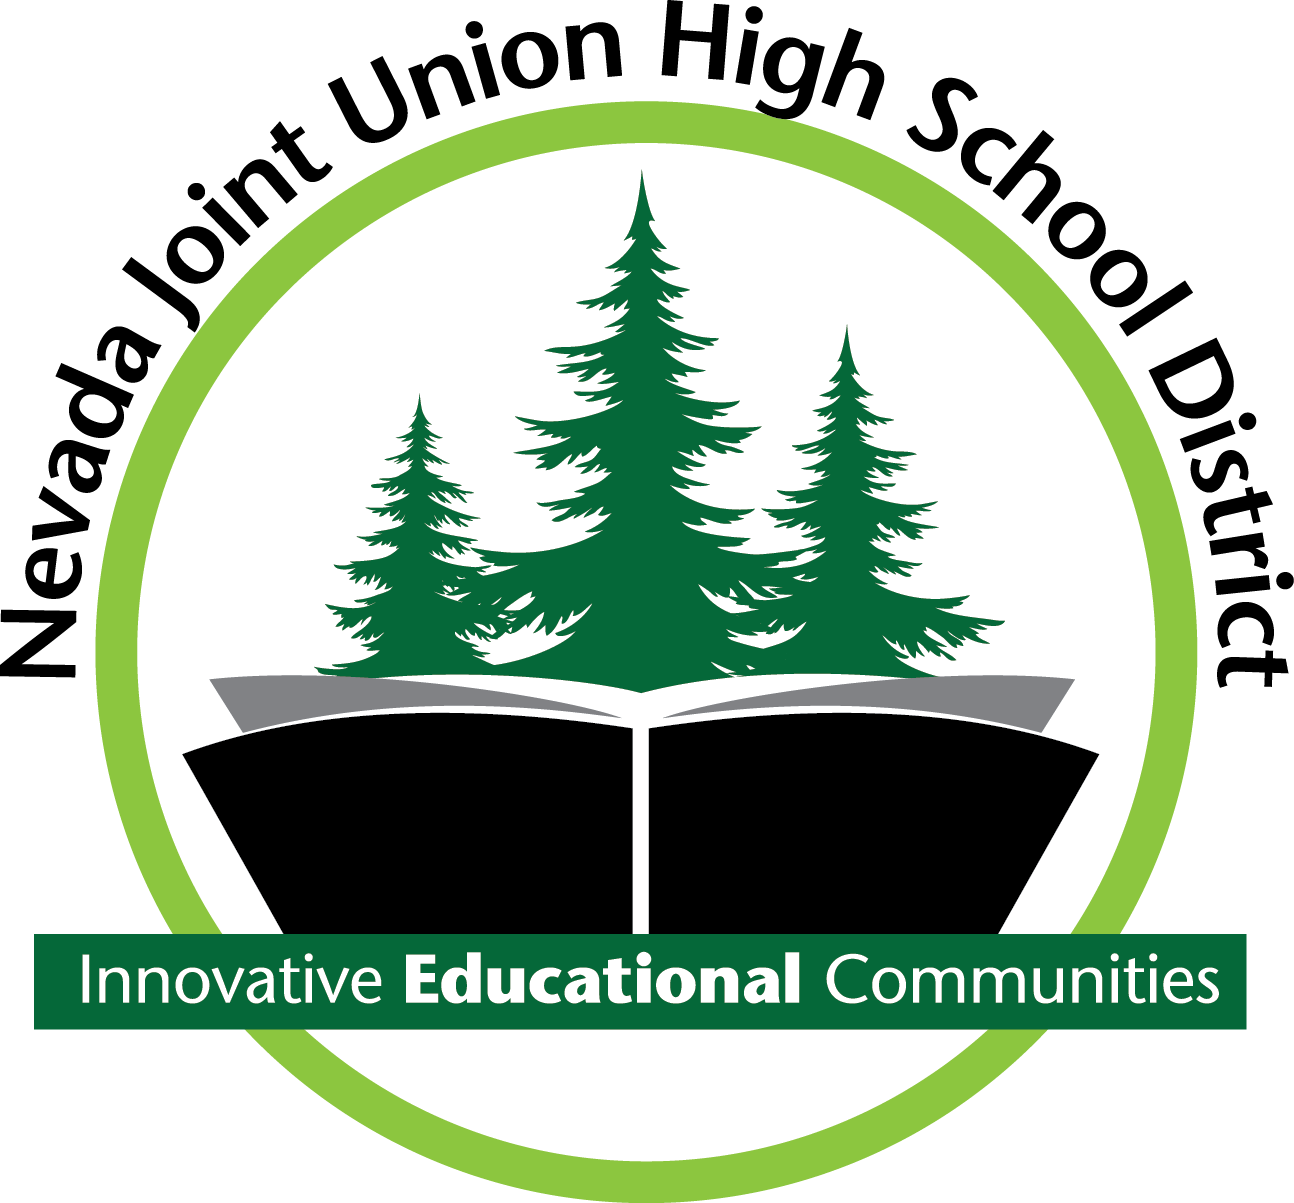 Nevada Joint Union High School District
Innovative Educational Communities